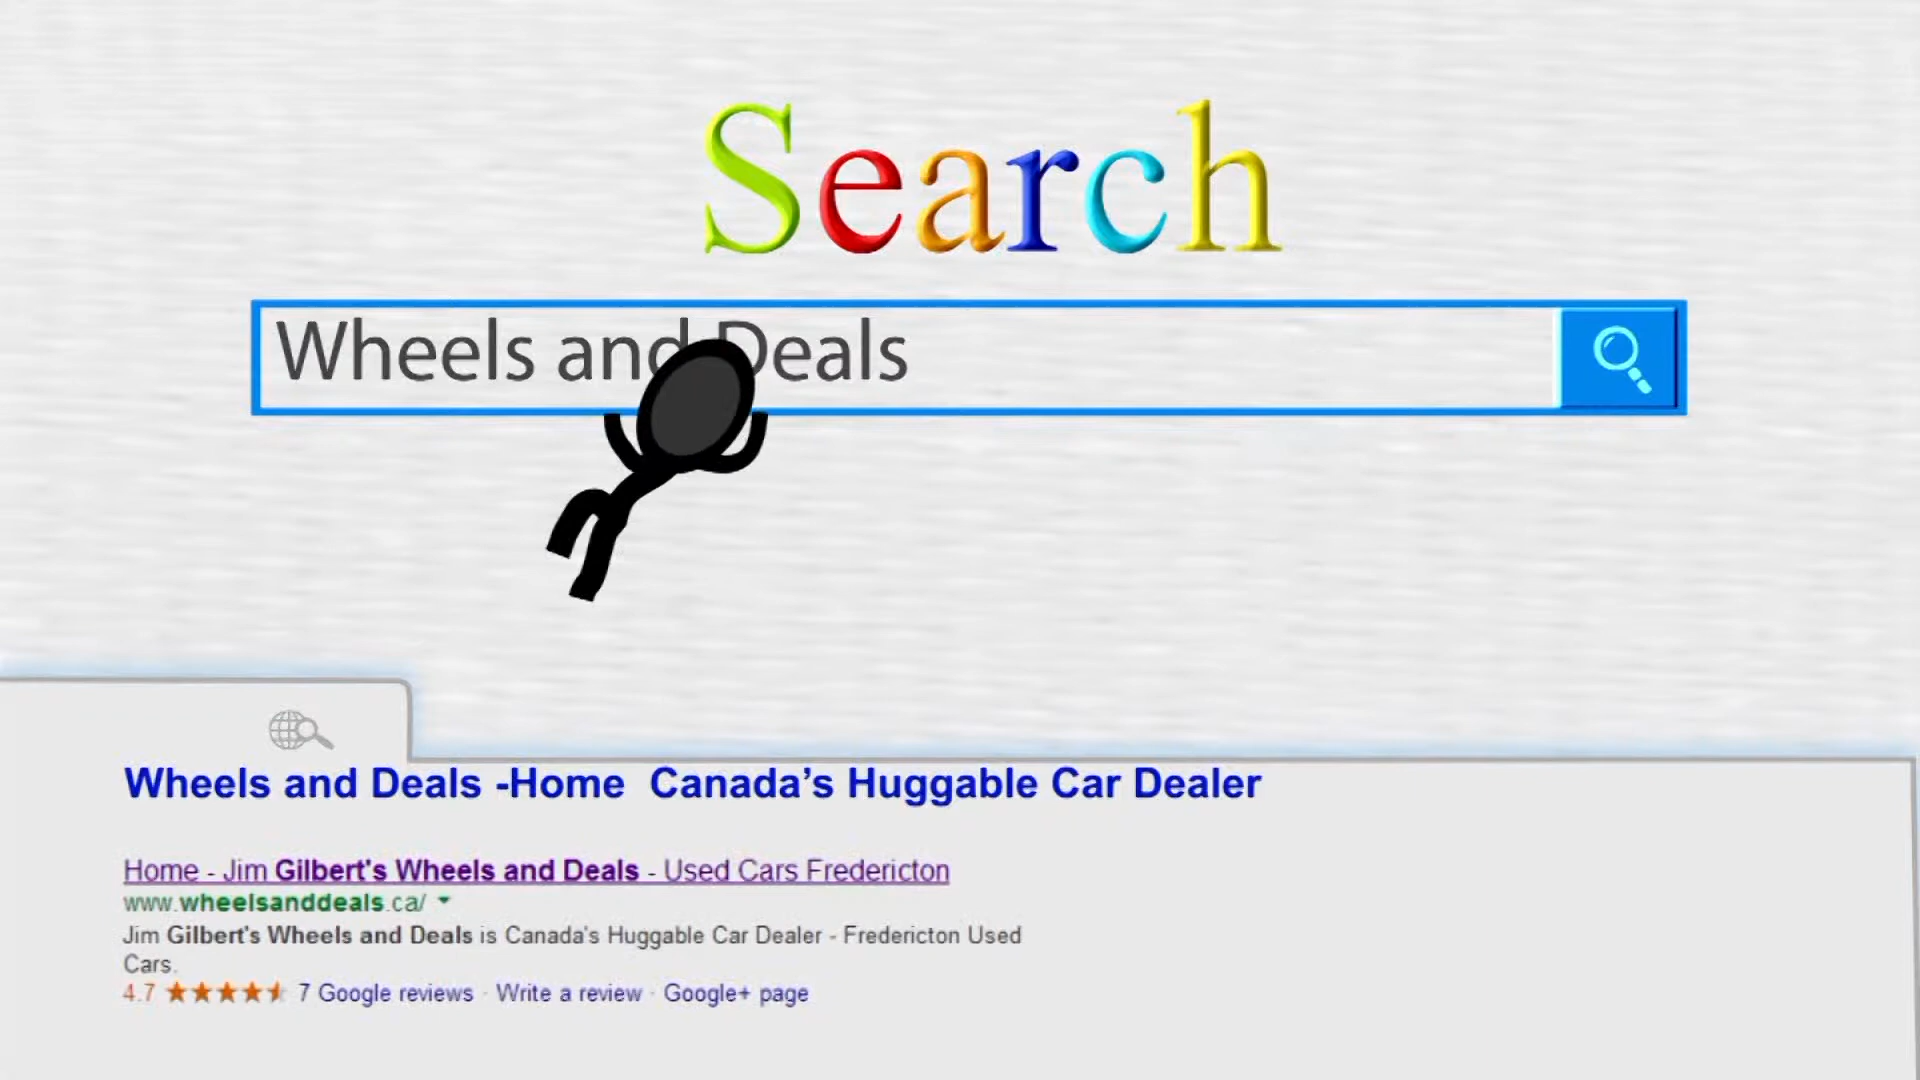 Search
Wheels and Deals
Wheels and Deals -Home Canada's Huggable Car Dealer
Home - Jim Gilbert's Wheels and Deals - Used Cars Fredericton
www.wheelsanddeals.ca/
Jim Gilbert's Wheels and Deals is Canada's Huggable Car Dealer - Fredericton Used
Cars.
4.7 ★★★★★ 7 Google reviews · Write a review · Google+ page